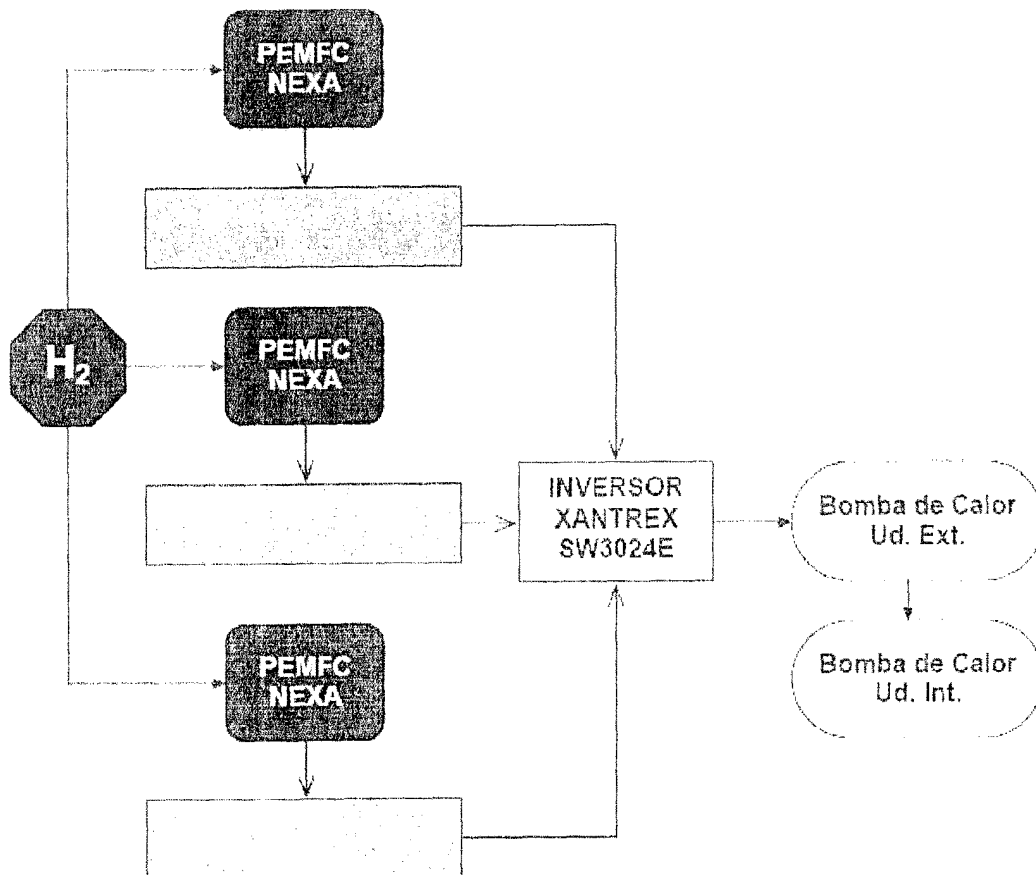 PEMFC
NEXA
H₂
PEMFC
NEXA
INVERSOR
XANTREX
SW3024E
Bomba de Calor
Ud. Ext.
PEMFC
NEXA
Bomba de Calor
Ud. Int.